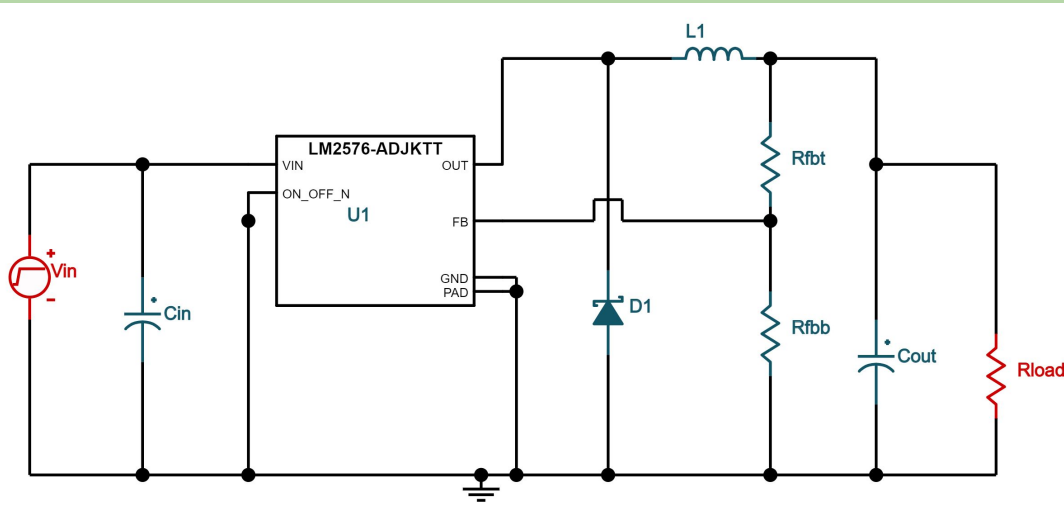 L1
LM2576-ADJKTT
VIN
OUT
Rfbt
ON_OFF_N
U1
FB
+
Vin
-
GND
PAD
Cin
D1
Rfbb
Cout
Rload